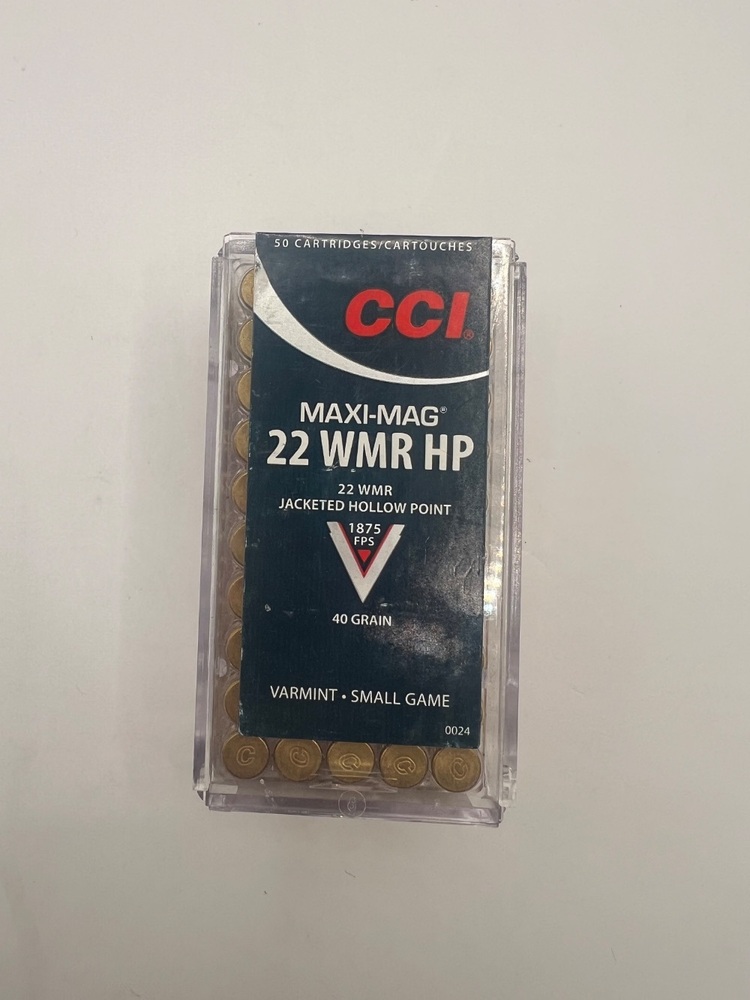 50 CARTRIDGES/CARTOUCHES
CCI®
MAXI-MAG®
22 WMR HP
22 WMR
JACKETED HOLLOW POINT
1875
FPS
40 GRAIN
VARMINT • SMALL GAME
0024
C C C C C